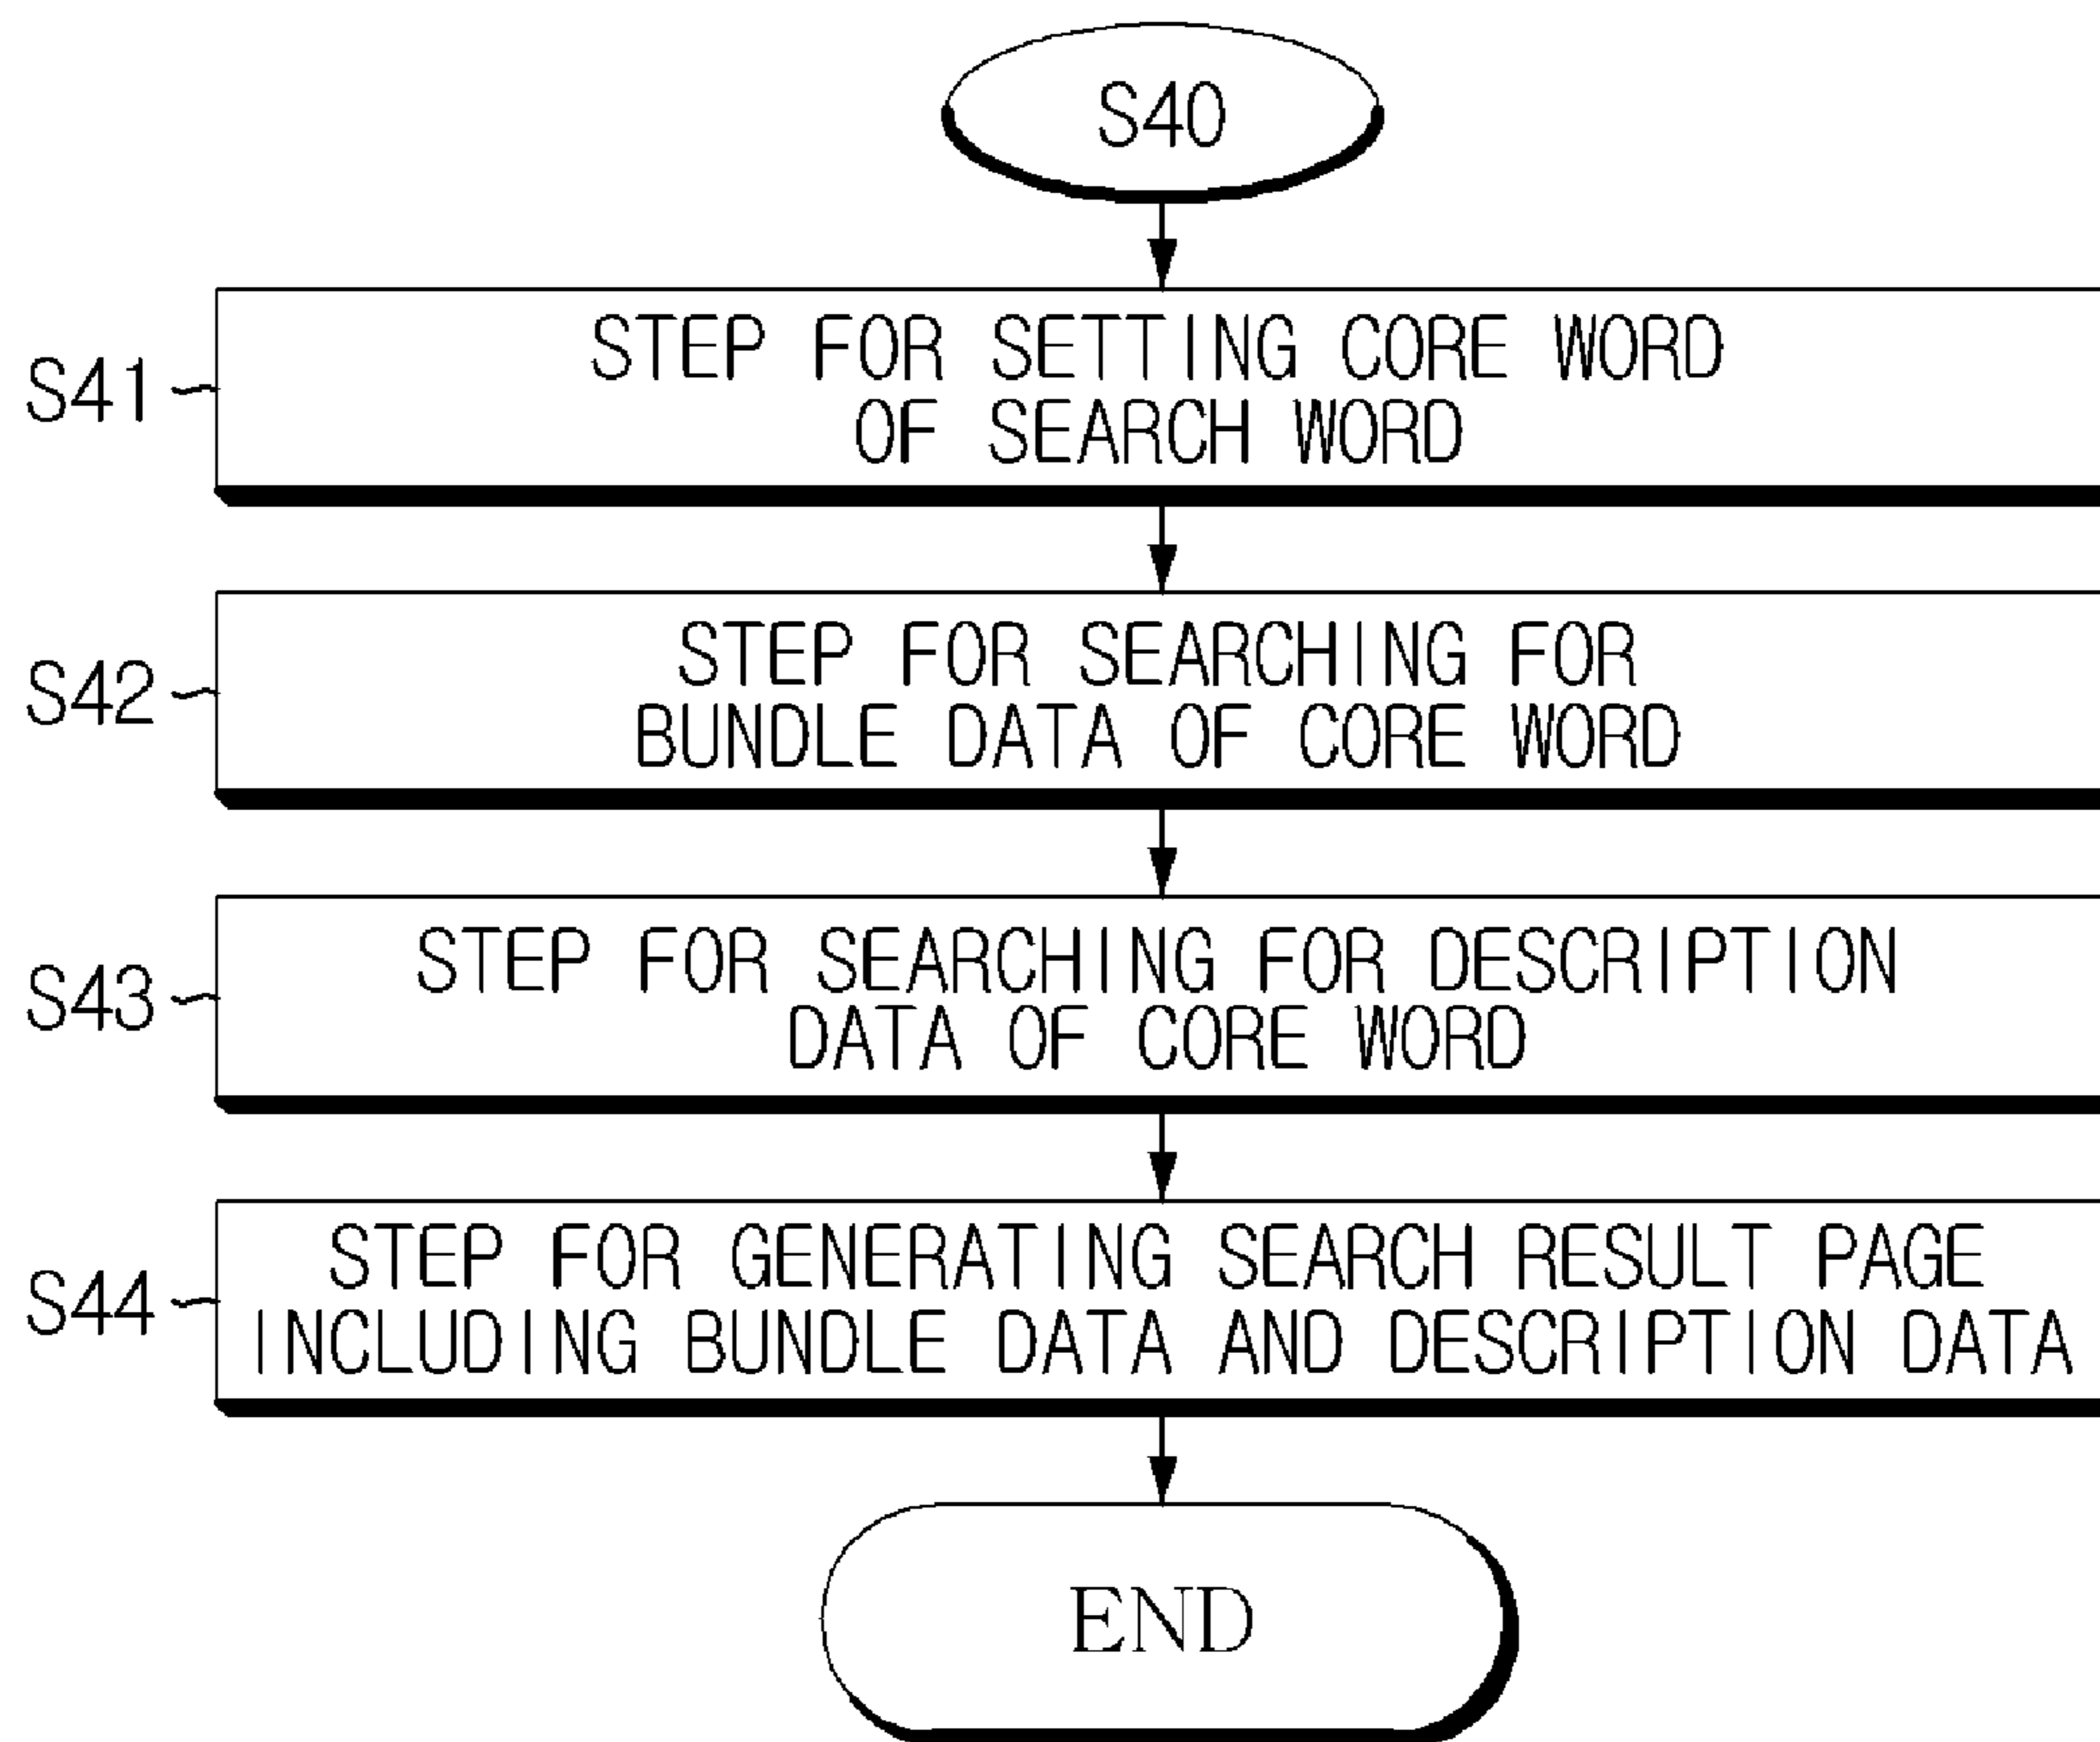 S40
S41
STEP FOR SETTING CORE WORD
OF SEARCH WORD
S42
STEP FOR SEARCHING FOR
BUNDLE DATA OF CORE WORD
S43
STEP FOR SEARCHING FOR DESCRIPTION
DATA OF CORE WORD
S44
STEP FOR GENERATING SEARCH RESULT PAGE
INCLUDING BUNDLE DATA AND DESCRIPTION DATA
END